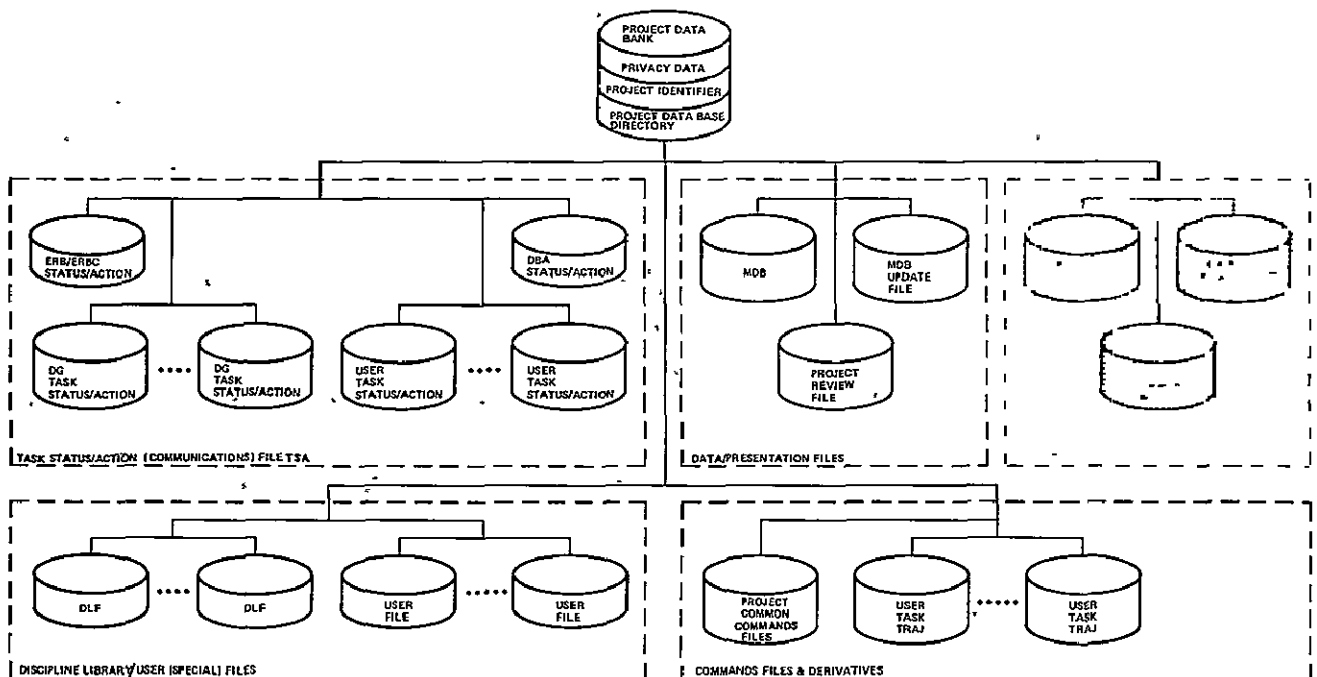 PROJECT DATA
BANK
PRIVACY DATA
PROJECT IDENTIFIER
PROJECT DATA BASE
DIRECTORY
ERB/ERBC
STATUS/ACTION
DBA
STATUS/ACTION
DG
TASK
STATUS/ACTION
DG
TASK
STATUS/ACTION
USER
TASK
STATUS/ACTION
USER
TASK
STATUS/ACTION
TASK STATUS/ACTION (COMMUNICATIONS) FILE TSA
MDB
MDB
UPDATE
FILE
PROJECT
REVIEW
FILE
DATA/PRESENTATION FILES
DLF
DLF
USER
FILE
USER
FILE
DISCIPLINE LIBRARY/USER (SPECIAL) FILES
PROJECT
COMMON
COMMANDS
FILES
USER
TASK
TRAJ
USER
TASK
TRAJ
COMMANDS FILES & DERIVATIVES